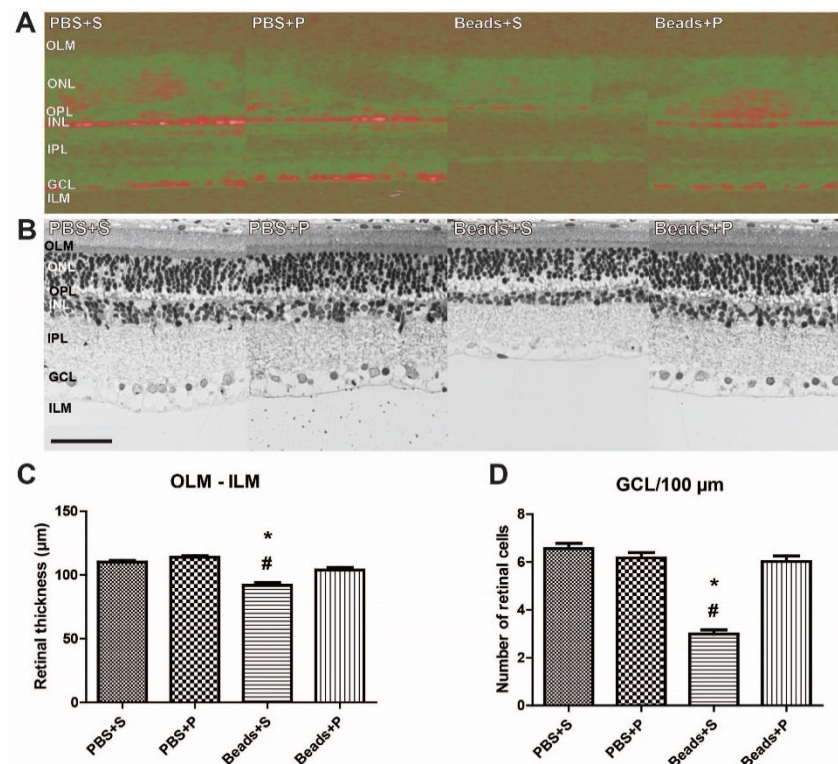 A
PBS+S PBS+P Beads+S Beads+P
OLM
ONL
OPL
INL
IPL
GCL
ILM
B
PBS+S PBS+P Beads+S Beads+P
OLM
ONL
OPL
INL
IPL
GCL
ILM
C
OLM - ILM
Retinal thickness (µm)
150
100
50
0
*
#
PBS+S PBS+P Beads+S Beads+P
D
GCL/100 µm
Number of retinal cells
8
6
4
2
0
*
#
PBS+S PBS+P Beads+S Beads+P